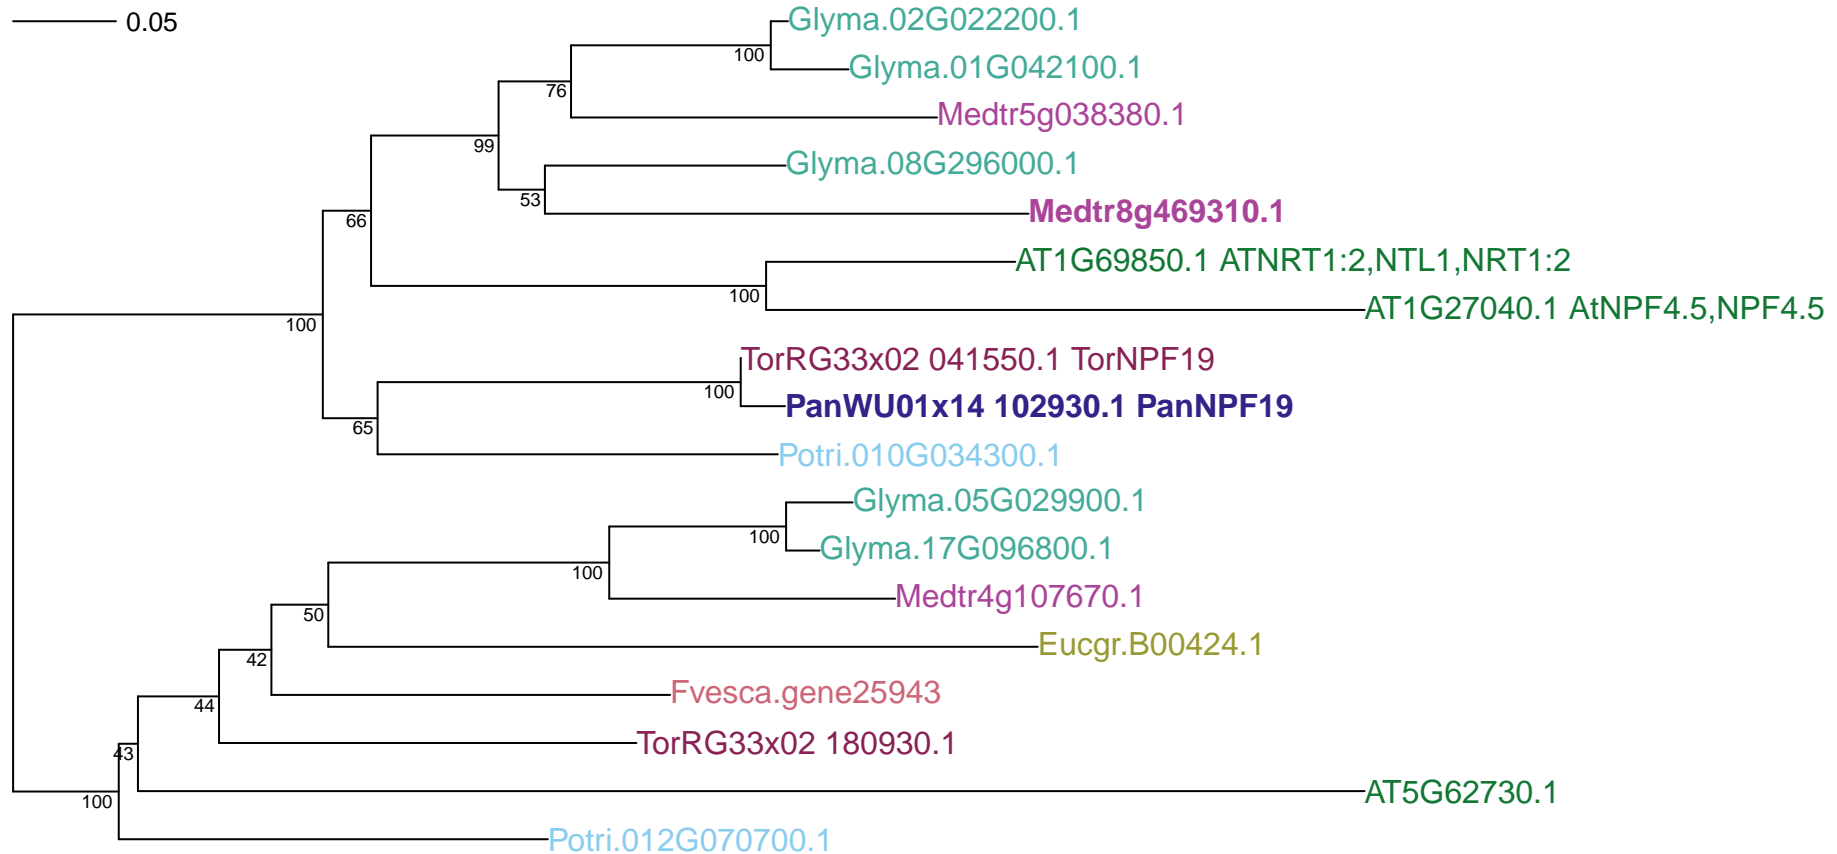 0.05
Glyma.02G022200.1
100
Glyma.01G042100.1
76
Medtr5g038380.1
99
Glyma.08G296000.1
53
Medtr8g469310.1
66
AT1G69850.1 ATNRT1:2,NTL1,NRT1:2
100
AT1G27040.1 AtNPF4.5,NPF4.5
100
TorRG33x02 041550.1 TorNPF19
100
PanWU01x14 102930.1 PanNPF19
65
Potri.010G034300.1
Glyma.05G029900.1
100
Glyma.17G096800.1
100
Medtr4g107670.1
50
Eucgr.B00424.1
42
Fvesca.gene25943
44
TorRG33x02 180930.1
43
AT5G62730.1
100
Potri.012G070700.1